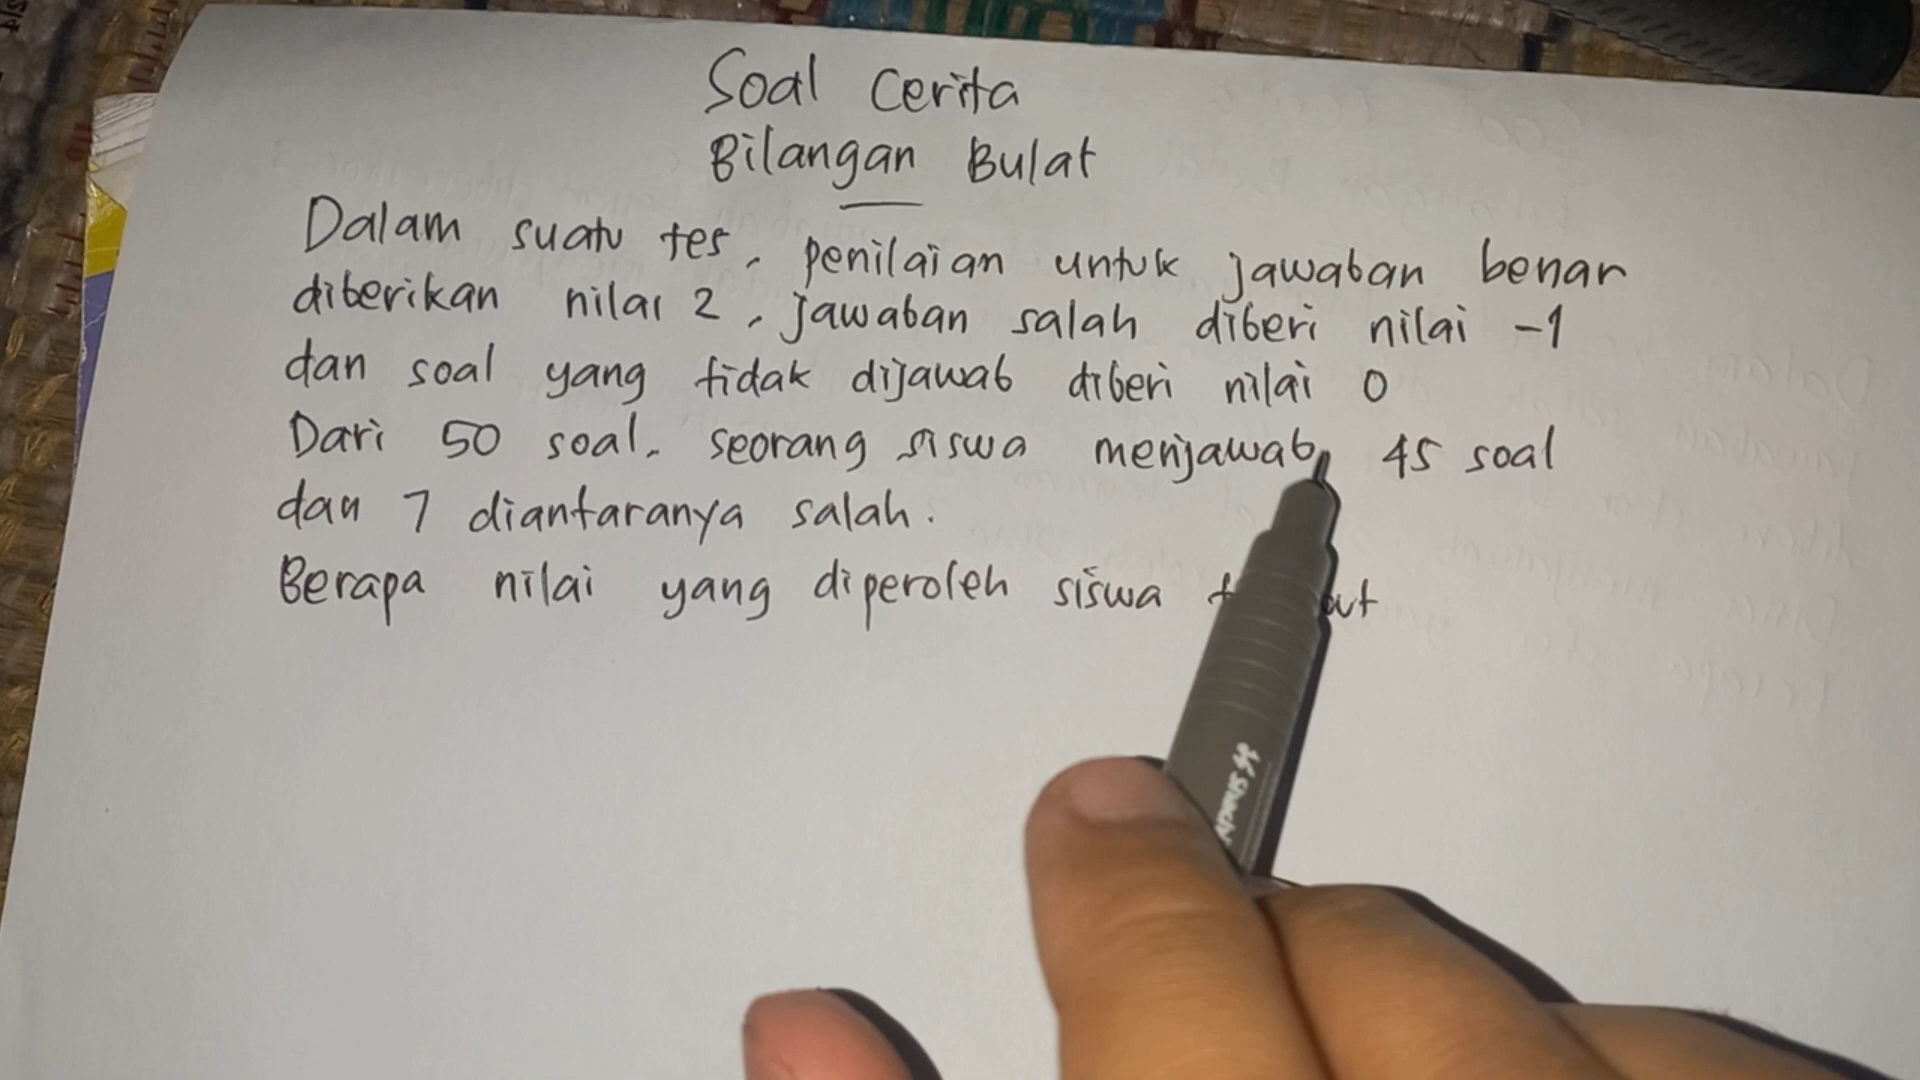 Soal Cerita
Bilangan Bulat
Dalam suatu tes, penilaian untuk jawaban benar
diberikan nilai 2, jawaban salah diberi nilai -1
dan soal yang tidak dijawab diberi nilai 0
Dari 50 soal, seorang siswa menjawab 45 soal
dan 7 diantaranya salah.
Berapa nilai yang diperoleh siswa